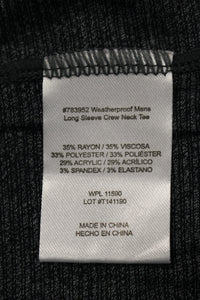 #783952 Weatherproof Mens
Long Sleeve Crew Neck Tee
35% RAYON / 35% VISCOSA
33% POLYESTER / 33% POLIÉSTER
29% ACRYLIC / 29% ACRÍLICO
3% SPANDEX / 3% ELASTANO
WPL 11590
LOT #T141190
MADE IN CHINA
HECHO EN CHINA